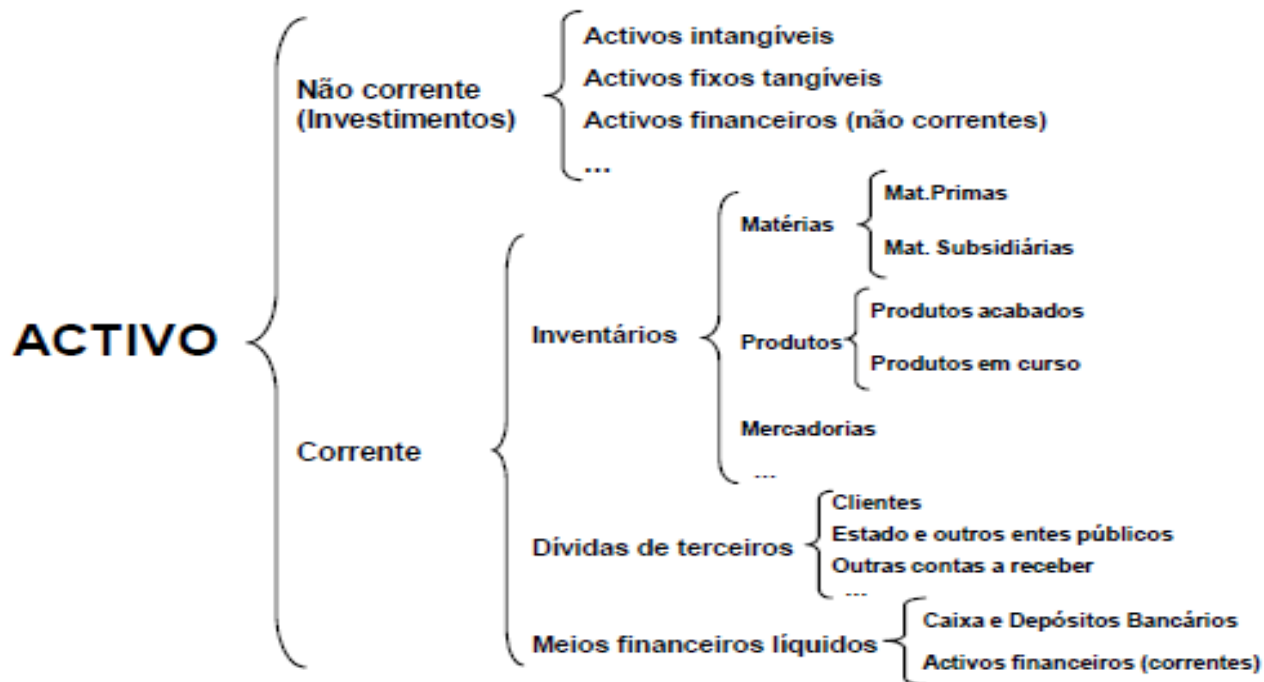 ACTIVO
Não corrente
(Investimentos)
Activos intangíveis
Activos fixos tangíveis
Activos financeiros (não correntes)
...
Corrente
Inventários
Matérias
Mat.Primas
Mat. Subsidiárias
Produtos
Produtos acabados
Produtos em curso
Mercadorias
...
Dívidas de terceiros
Clientes
Estado e outros entes públicos
Outras contas a receber
...
Meios financeiros líquidos
Caixa e Depósitos Bancários
Activos financeiros (correntes)